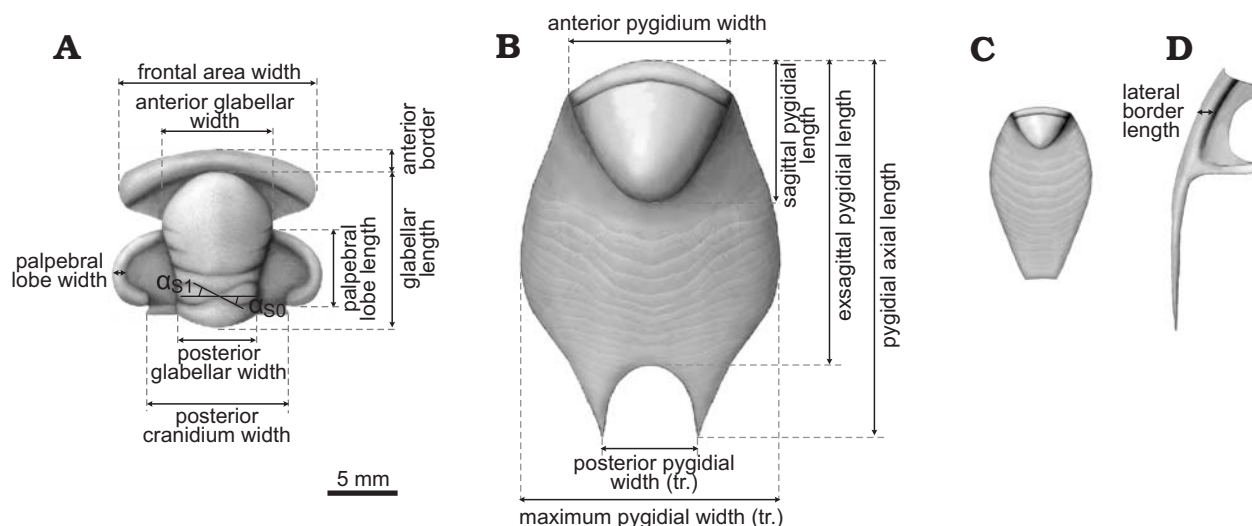 A
frontal area width
anterior glabellar
width
anterior
border
palpebral
lobe width
αS1
αS0
palpebral
lobe length
glabellar
length
posterior
glabellar width
posterior
cranidium width
5 mm
B
anterior pygidium width
sagittal pygidial
length
exsagittal pygidial length
pygidial axial length
posterior pygidial
width (tr.)
maximum pygidial width (tr.)
C
D
lateral
border
length